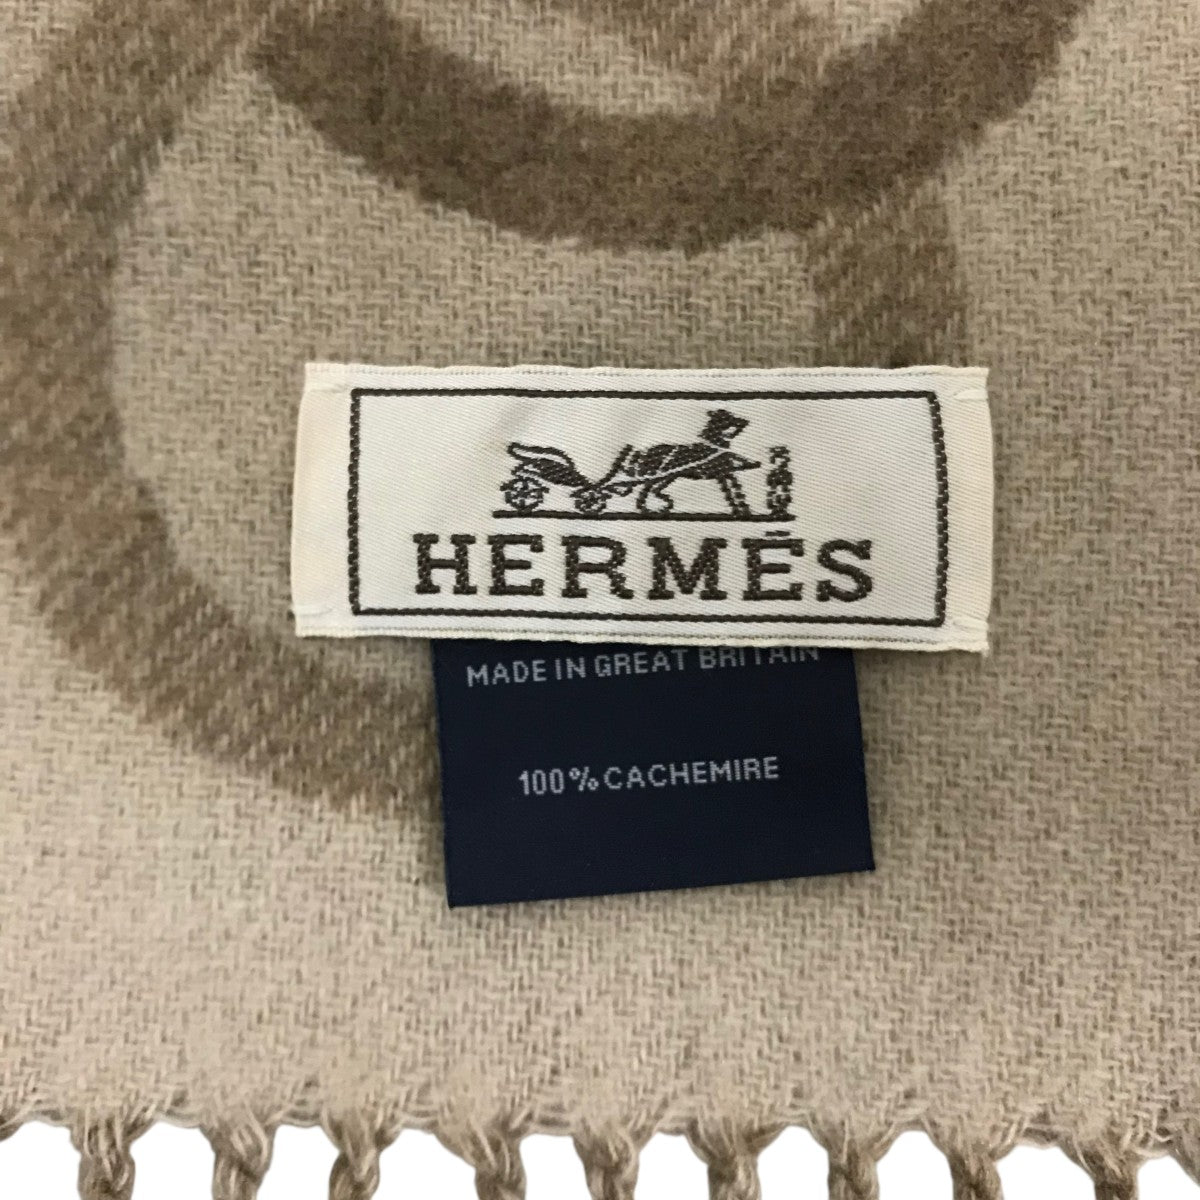 HERMÈS
MADE IN GREAT BRITAIN
100% CACHEMIRE